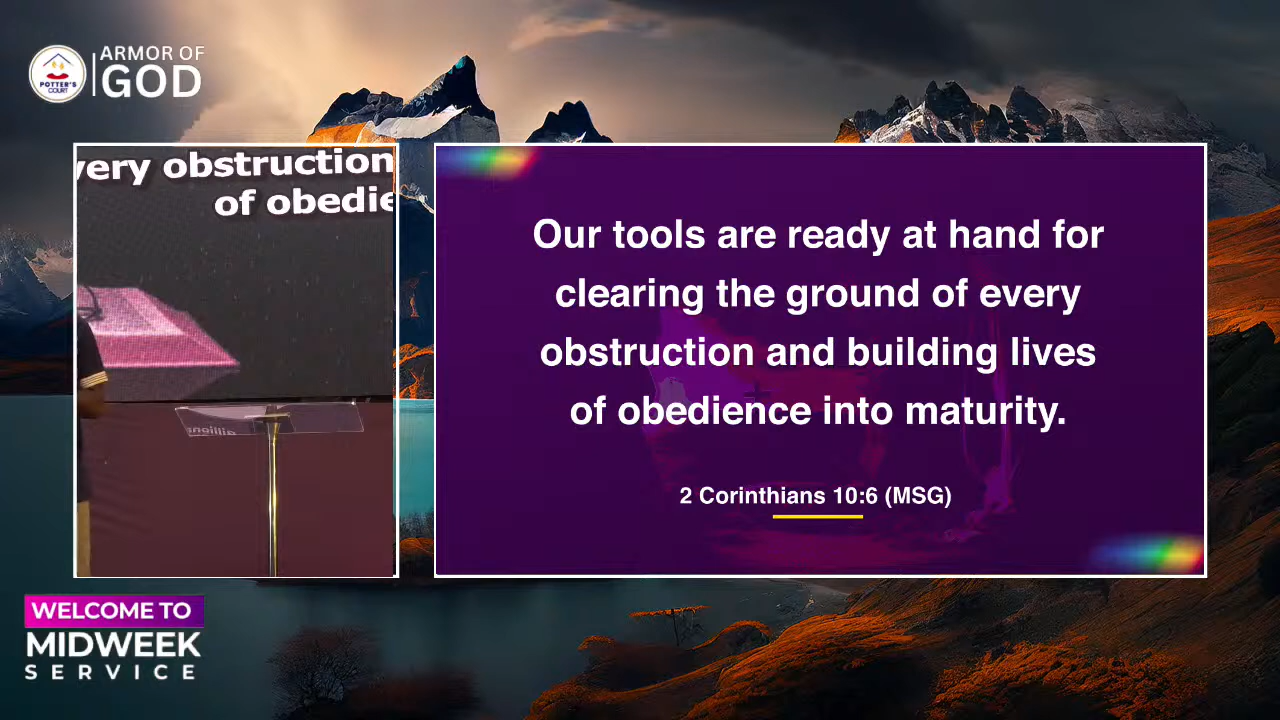 POTTER'S
COURT
ARMOR OF
GOD
very obstruction
of obedie
Our tools are ready at hand for
clearing the ground of every
obstruction and building lives
of obedience into maturity.
2 Corinthians 10:6 (MSG)
WELCOME TO
MIDWEEK
SERVICE